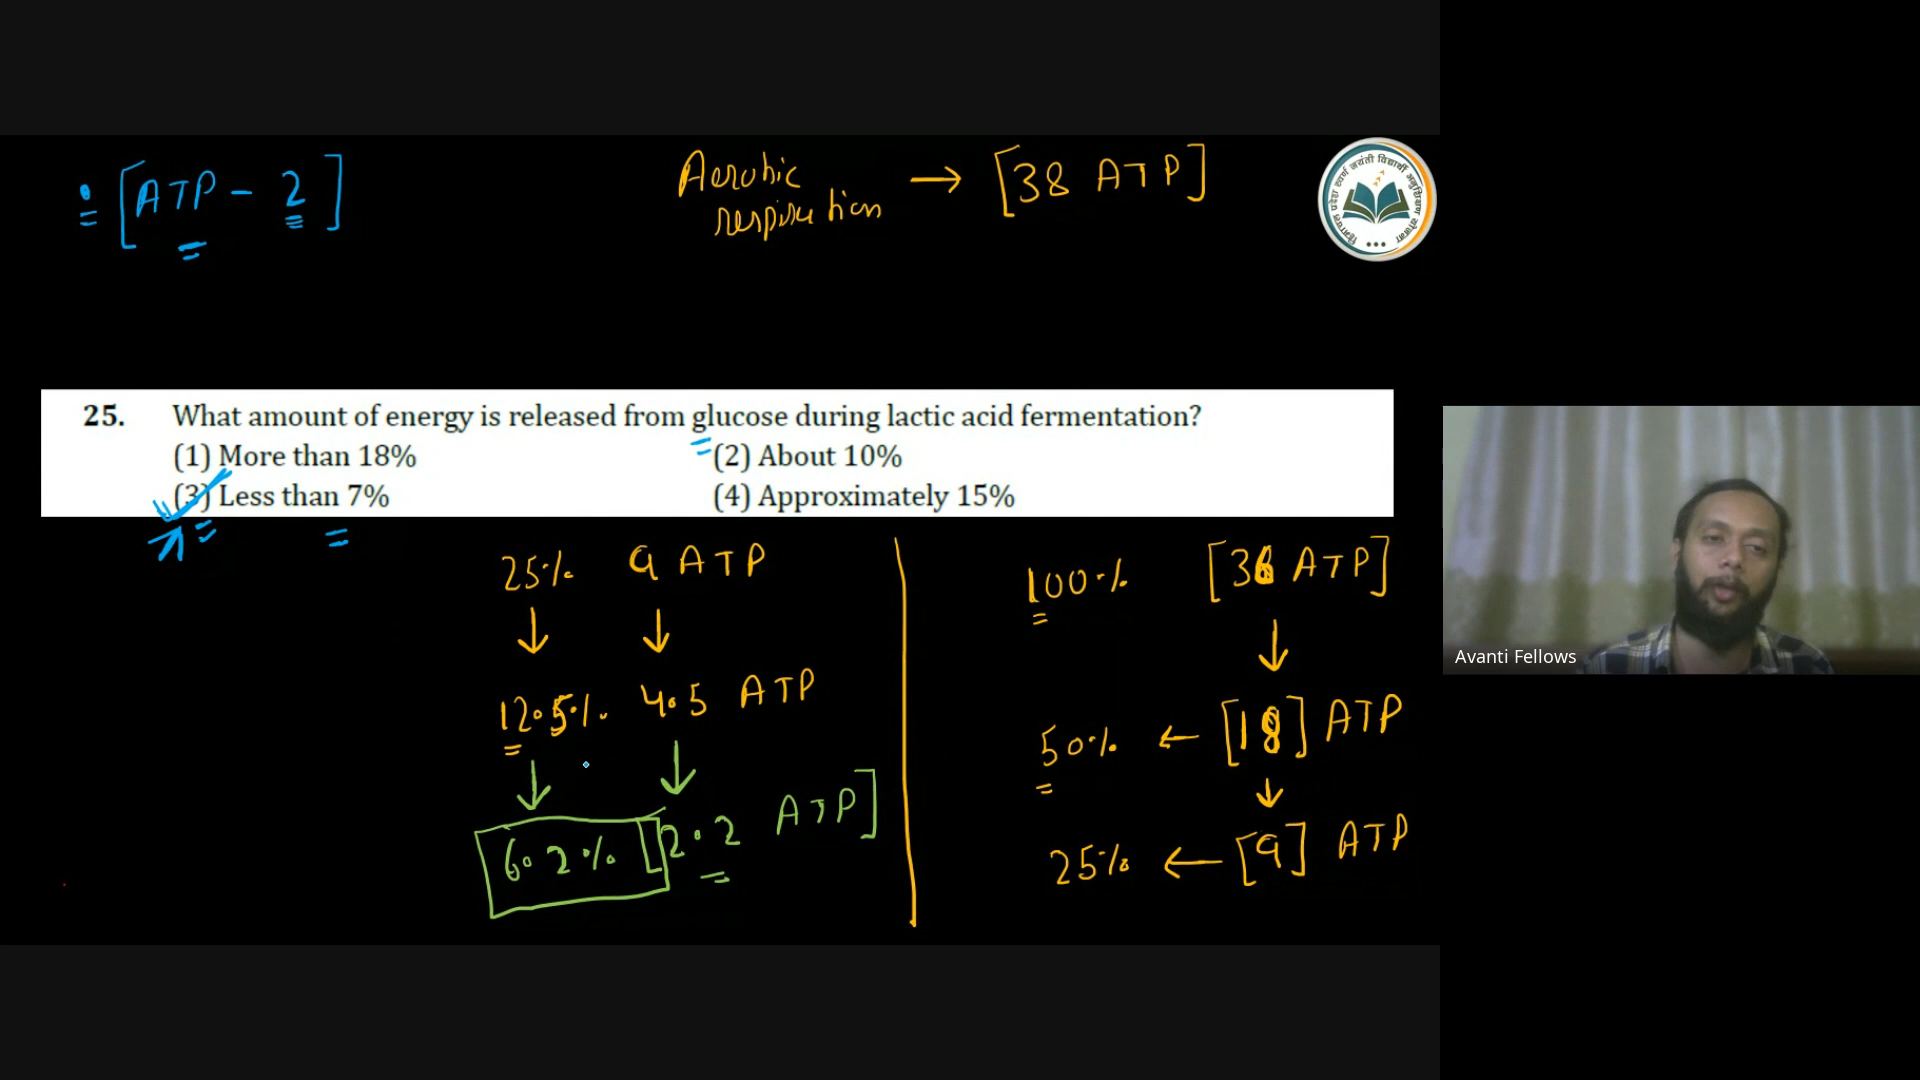 [ATP - 2]
Aerobic → [38 ATP]
respiration
25. What amount of energy is released from glucose during lactic acid fermentation?
(1) More than 18% (2) About 10%
(3) Less than 7% (4) Approximately 15%
25% 9 ATP
12.5% 4.5 ATP
6.2% [2.2 ATP]
100% [36 ATP]
50% ← [18] ATP
25% ← [9] ATP
Avanti Fellows